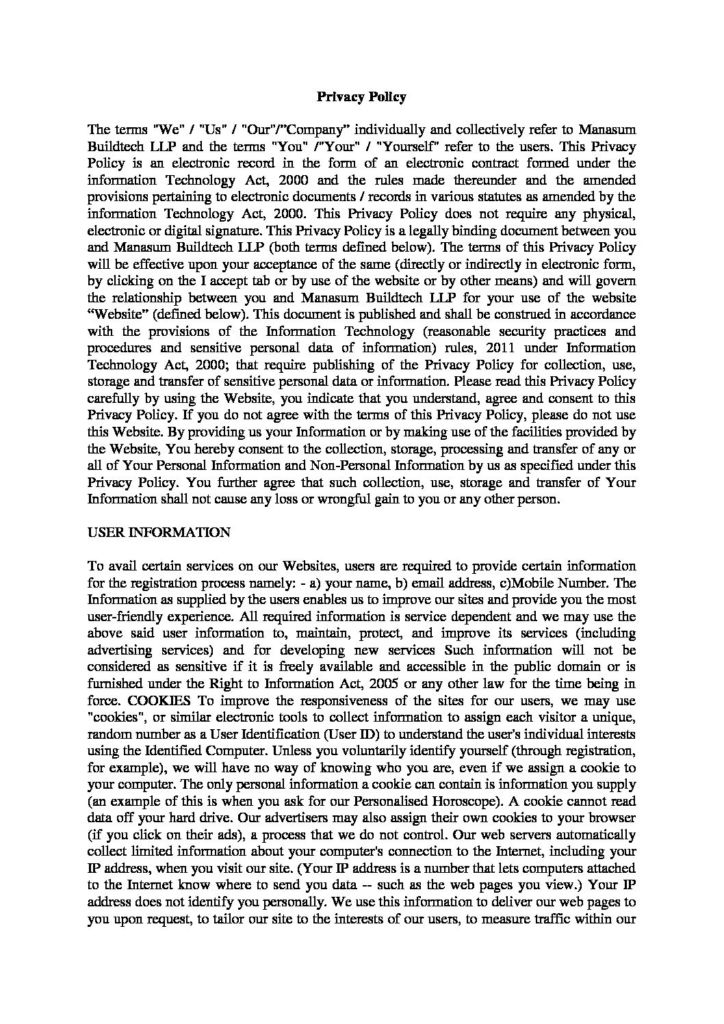 Privacy Policy
The terms "We" / "Us" / "Our"/”Company” individually and collectively refer to Manasum
Buildtech LLP and the terms "You" /"Your" / "Yourself" refer to the users. This Privacy
Policy is an electronic record in the form of an electronic contract formed under the
information Technology Act, 2000 and the rules made thereunder and the amended
provisions pertaining to electronic documents / records in various statutes as amended by the
information Technology Act, 2000. This Privacy Policy does not require any physical,
electronic or digital signature. This Privacy Policy is a legally binding document between you
and Manasum Buildtech LLP (both terms defined below). The terms of this Privacy Policy
will be effective upon your acceptance of the same (directly or indirectly in electronic form,
by clicking on the I accept tab or by use of the website or by other means) and will govern
the relationship between you and Manasum Buildtech LLP for your use of the website
“Website” (defined below). This document is published and shall be construed in accordance
with the provisions of the Information Technology (reasonable security practices and
procedures and sensitive personal data of information) rules, 2011 under Information
Technology Act, 2000; that require publishing of the Privacy Policy for collection, use,
storage and transfer of sensitive personal data or information. Please read this Privacy Policy
carefully by using the Website, you indicate that you understand, agree and consent to this
Privacy Policy. If you do not agree with the terms of this Privacy Policy, please do not use
this Website. By providing us your Information or by making use of the facilities provided by
the Website, You hereby consent to the collection, storage, processing and transfer of any or
all of Your Personal Information and Non-Personal Information by us as specified under this
Privacy Policy. You further agree that such collection, use, storage and transfer of Your
Information shall not cause any loss or wrongful gain to you or any other person.
USER INFORMATION
To avail certain services on our Websites, users are required to provide certain information
for the registration process namely: - a) your name, b) email address, c)Mobile Number. The
Information as supplied by the users enables us to improve our sites and provide you the most
user-friendly experience. All required information is service dependent and we may use the
above said user information to, maintain, protect, and improve its services (including
advertising services) and for developing new services Such information will not be
considered as sensitive if it is freely available and accessible in the public domain or is
furnished under the Right to Information Act, 2005 or any other law for the time being in
force. COOKIES To improve the responsiveness of the sites for our users, we may use
"cookies", or similar electronic tools to collect information to assign each visitor a unique,
random number as a User Identification (User ID) to understand the user's individual interests
using the Identified Computer. Unless you voluntarily identify yourself (through registration,
for example), we will have no way of knowing who you are, even if we assign a cookie to
your computer. The only personal information a cookie can contain is information you supply
(an example of this is when you ask for our Personalised Horoscope). A cookie cannot read
data off your hard drive. Our advertisers may also assign their own cookies to your browser
(if you click on their ads), a process that we do not control. Our web servers automatically
collect limited information about your computer's connection to the Internet, including your
IP address, when you visit our site. (Your IP address is a number that lets computers attached
to the Internet know where to send you data -- such as the web pages you view.) Your IP
address does not identify you personally. We use this information to deliver our web pages to
you upon request, to tailor our site to the interests of our users, to measure traffic within our